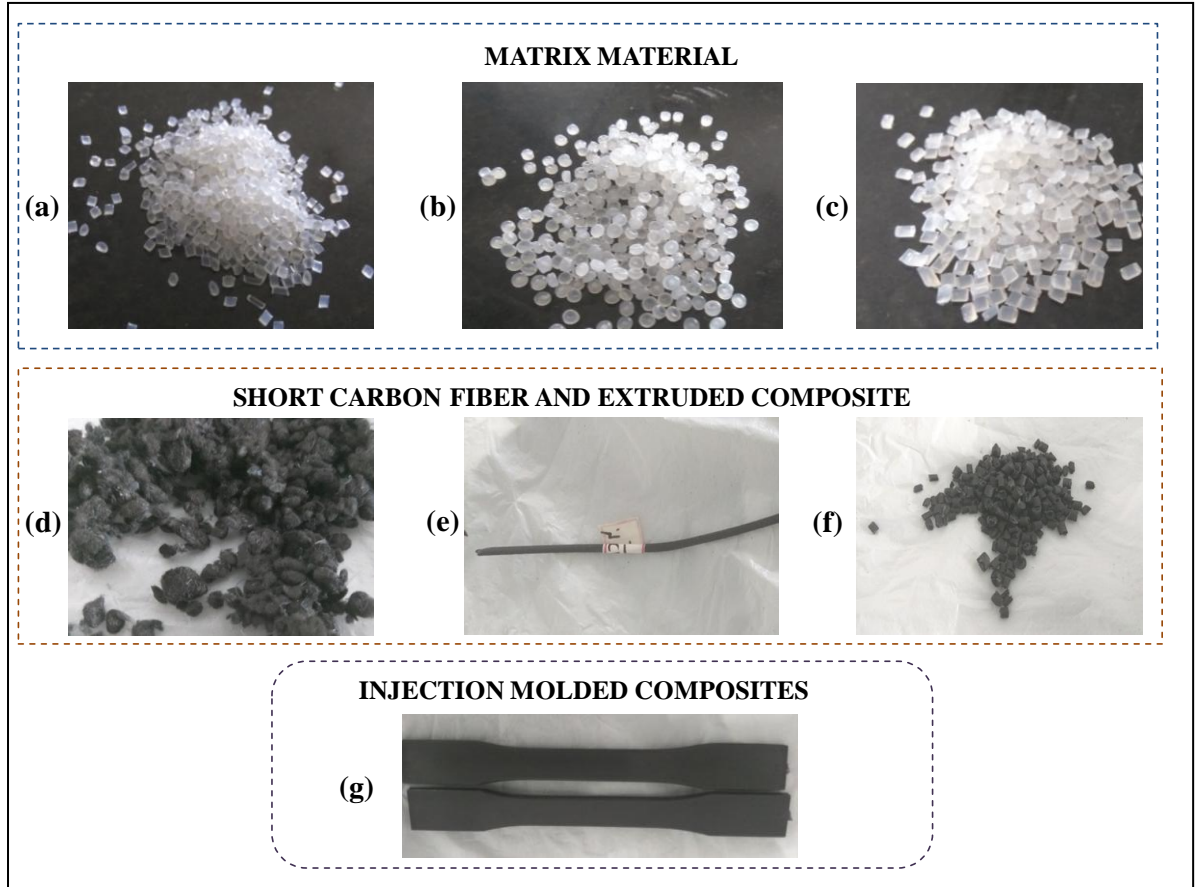 MATRIX MATERIAL
(a)
(b)
(c)
SHORT CARBON FIBER AND EXTRUDED COMPOSITE
(d)
(e)
(f)
INJECTION MOLDED COMPOSITES
(g)